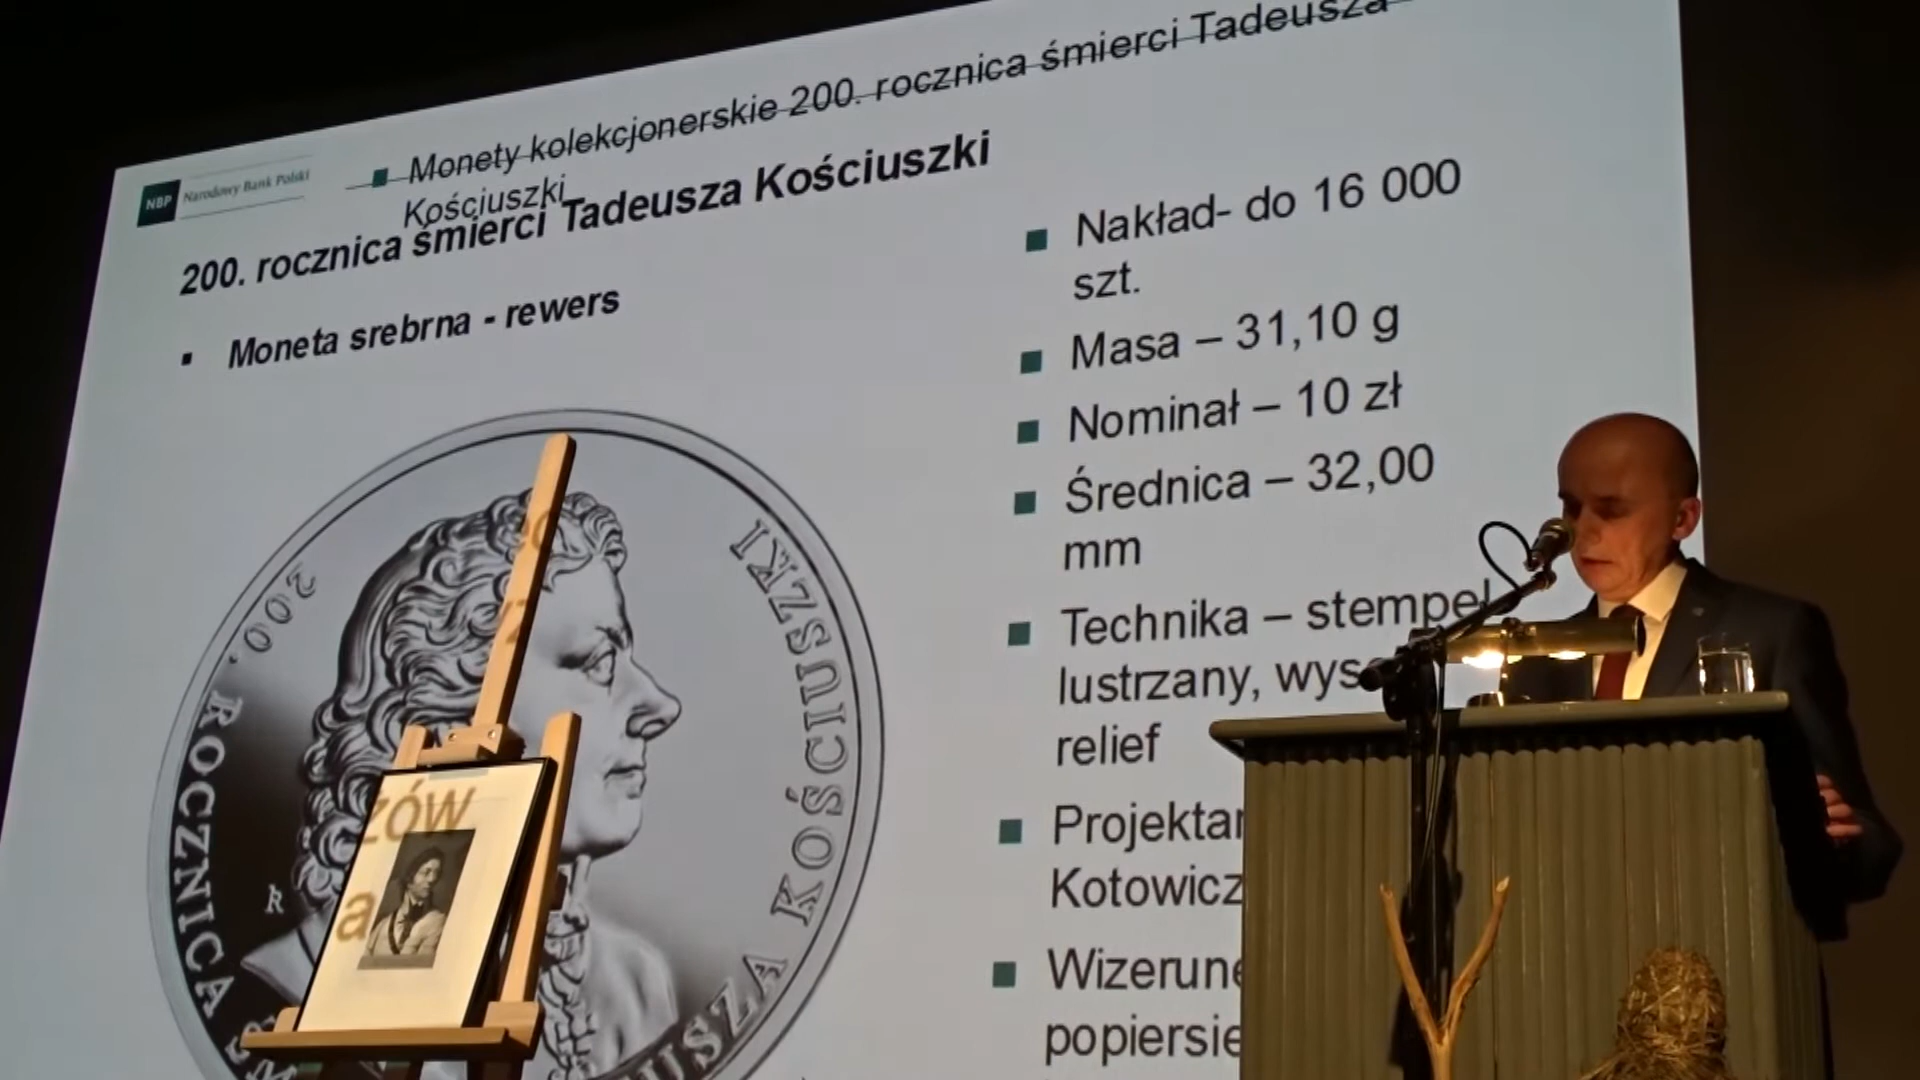 Monety kolekcjonerskie 200. rocznica śmierci Tadeusza
Kościuszki
NBP Narodowy Bank Polski
200. rocznica śmierci Tadeusza Kościuszki
Moneta srebrna - rewers
200. ROCZNICA
TADEUSZA KOŚCIUSZKI
zów
a
Nakład- do 16 000
szt.
Masa – 31,10 g
Nominał – 10 zł
Średnica – 32,00
mm
Technika – stempel
lustrzany, wys
relief
Projektan
Kotowicz
Wizerune
popiersie